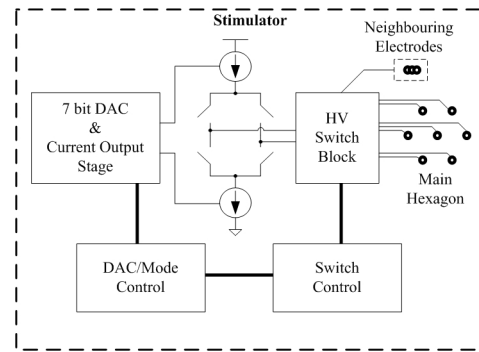 Stimulator
Neighbouring
Electrodes
7 bit DAC
&
Current Output
Stage
HV
Switch
Block
Main
Hexagon
DAC/Mode
Control
Switch
Control